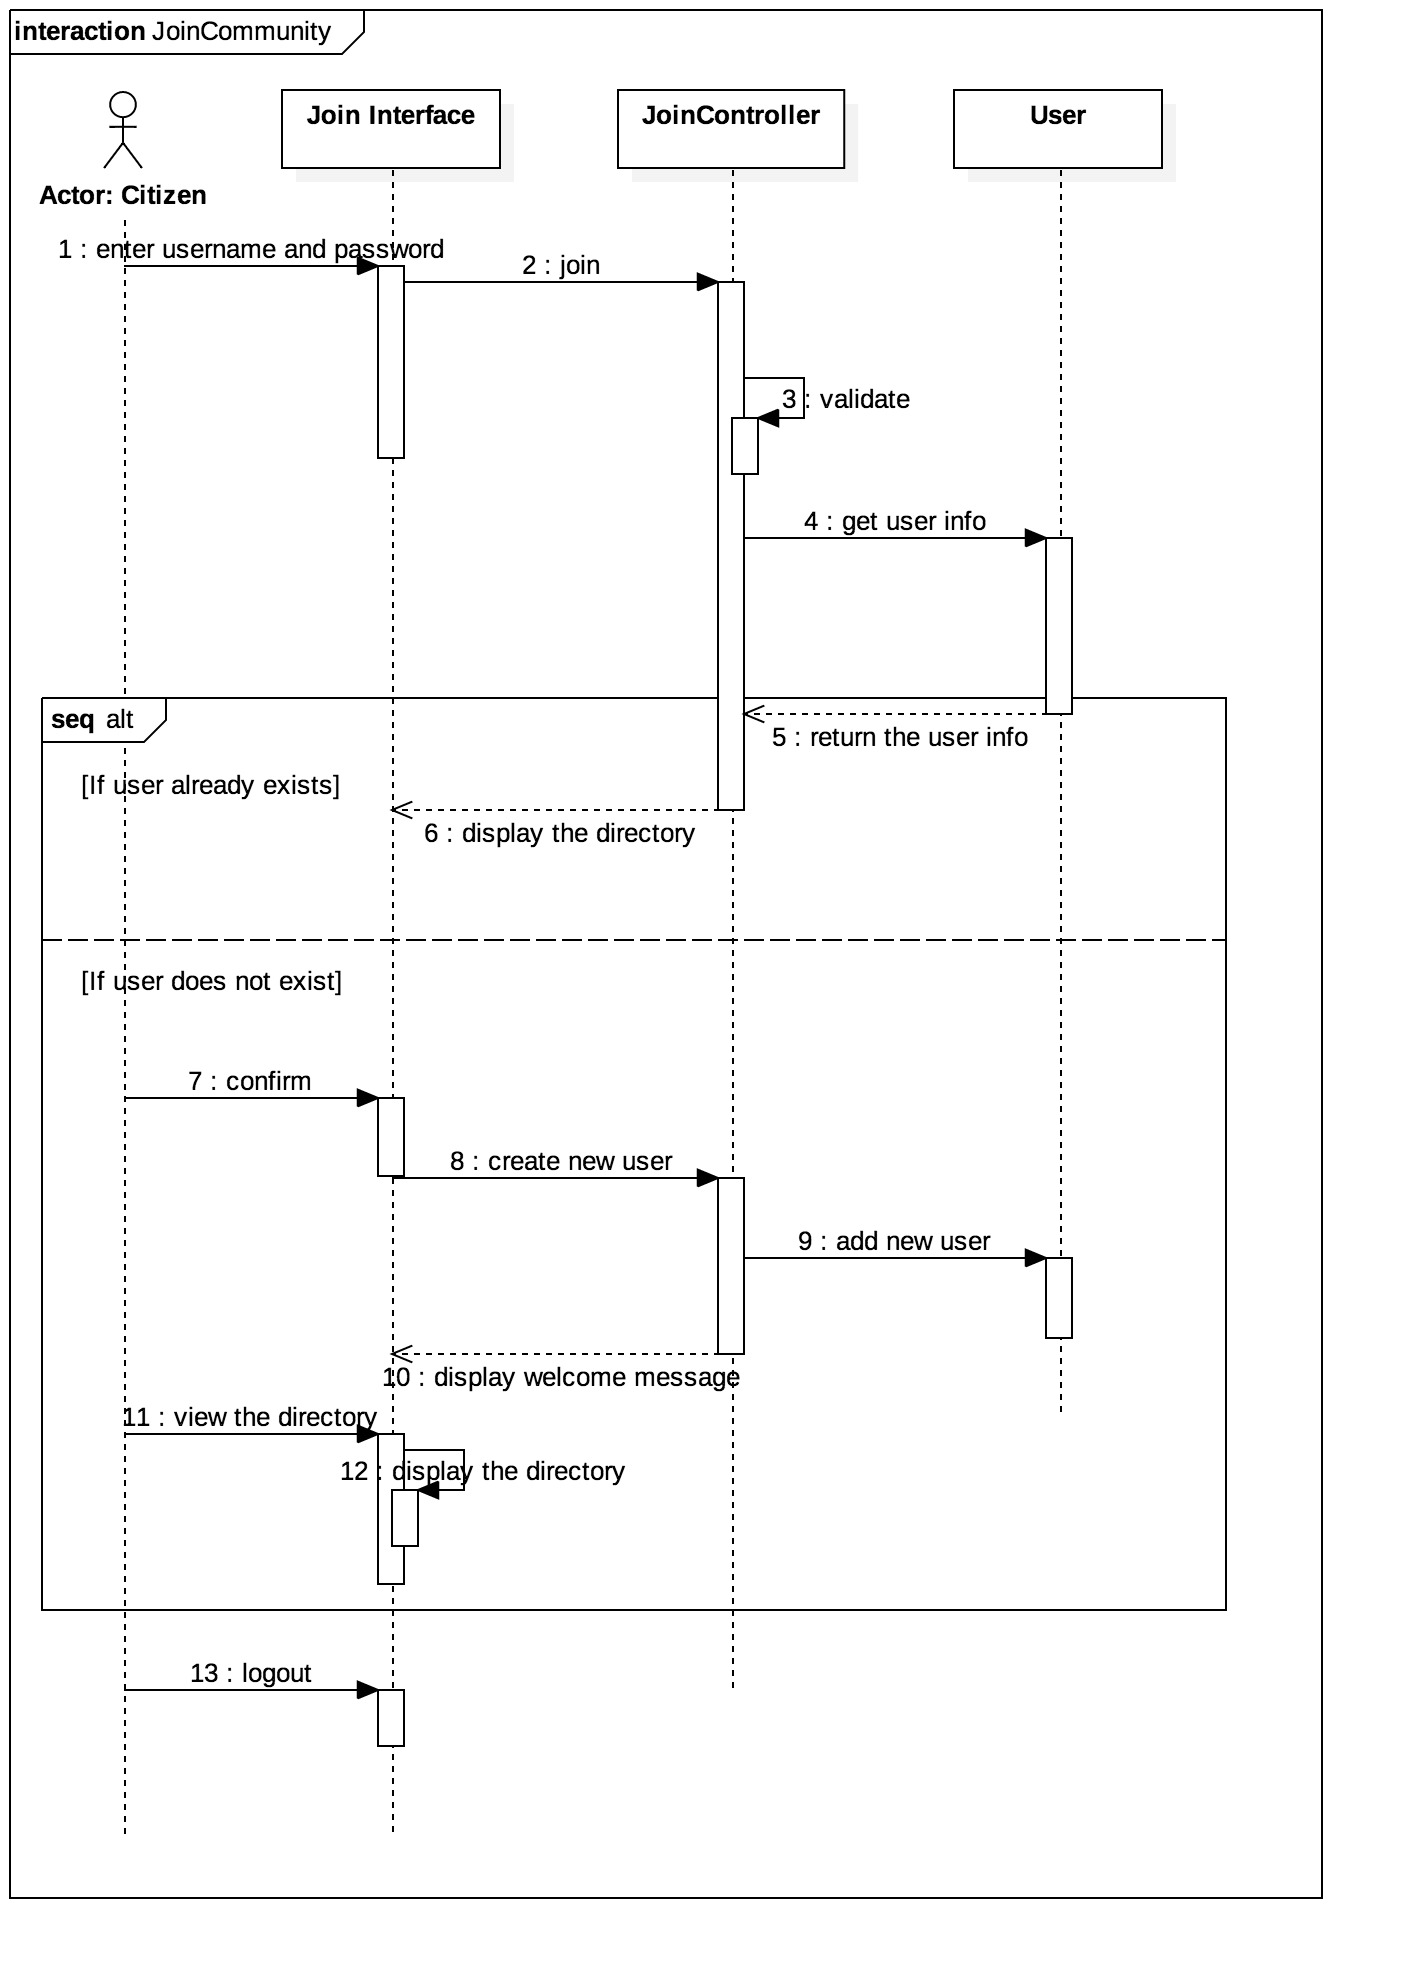 interaction JoinCommunity
Join Interface
JoinController
User
Actor: Citizen
1 : enter username and password
2 : join
3 : validate
4 : get user info
seq alt
5 : return the user info
[If user already exists]
6 : display the directory
[If user does not exist]
7 : confirm
8 : create new user
9 : add new user
10 : display welcome message
11 : view the directory
12 : display the directory
13 : logout